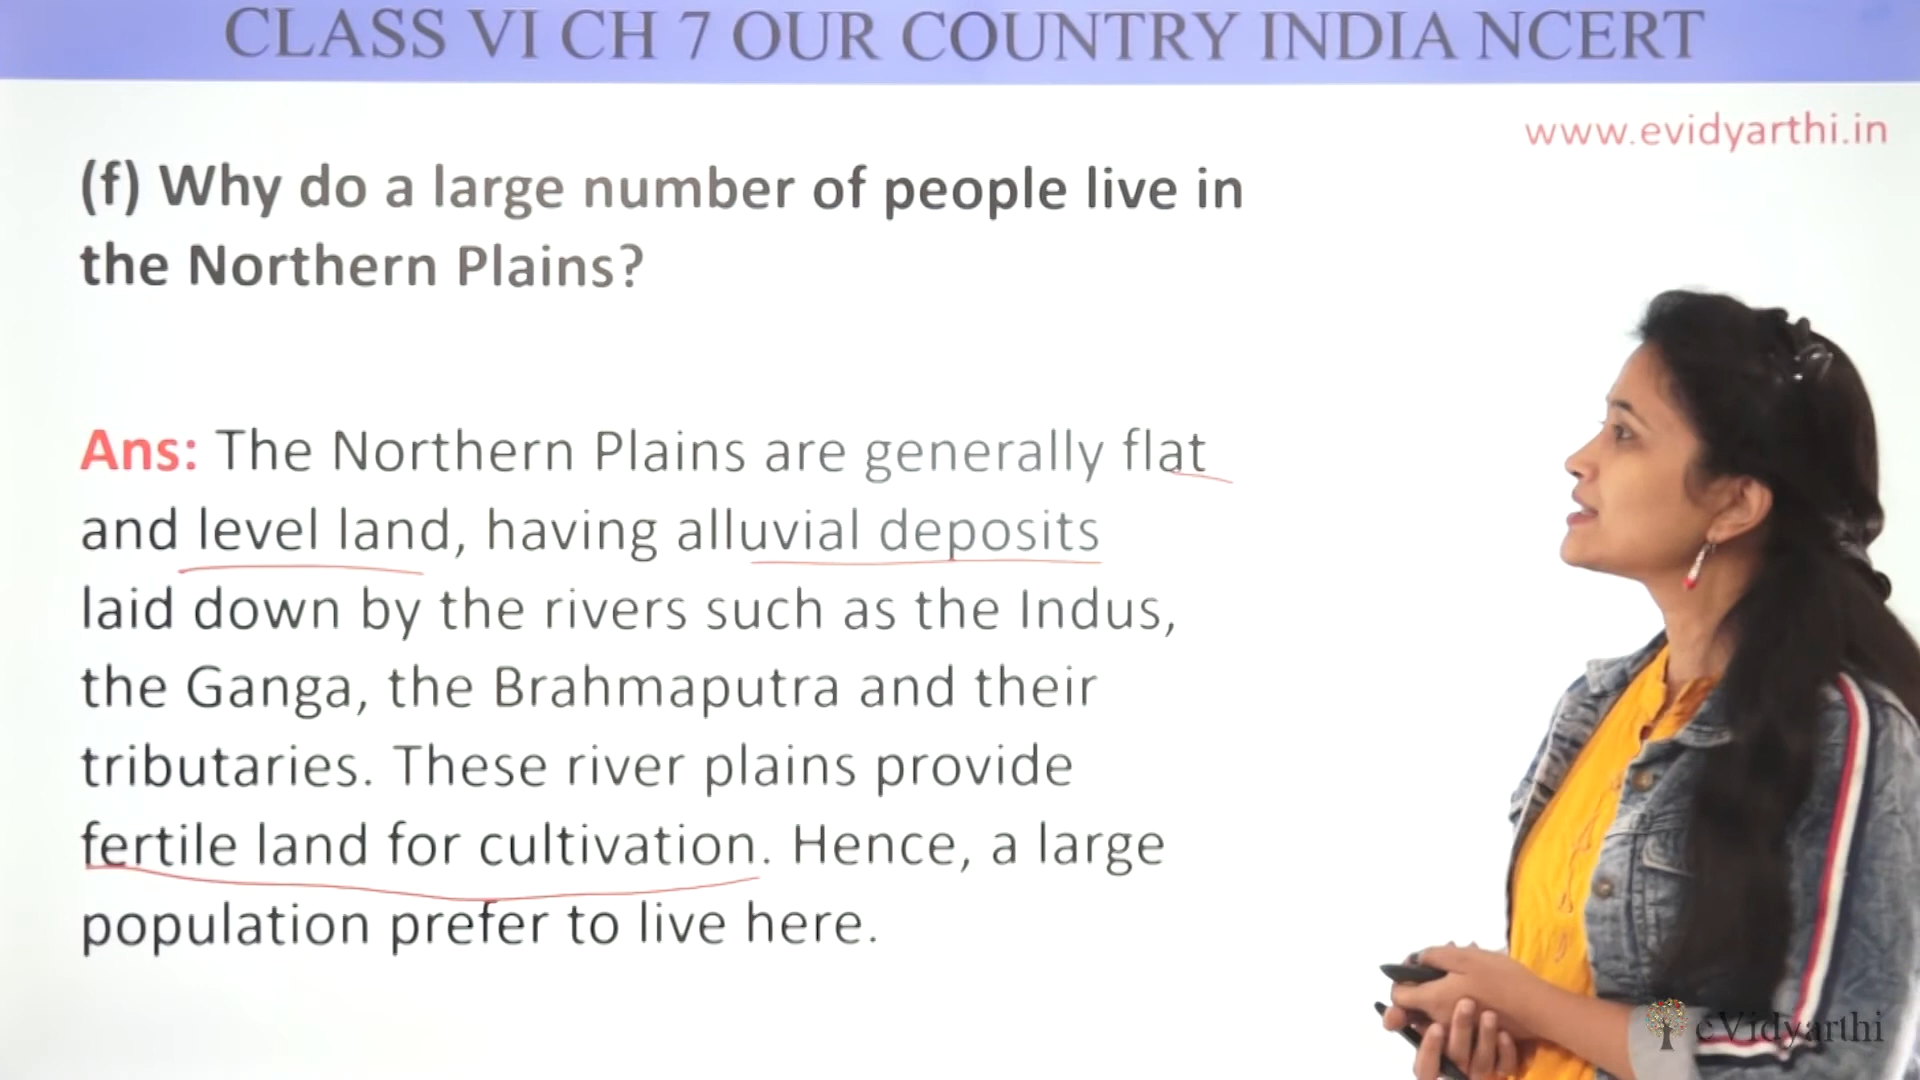 CLASS VI CH 7 OUR COUNTRY INDIA NCERT
www.evidyarthi.in
(f) Why do a large number of people live in
the Northern Plains?
Ans: The Northern Plains are generally flat
and level land, having alluvial deposits
laid down by the rivers such as the Indus,
the Ganga, the Brahmaputra and their
tributaries. These river plains provide
fertile land for cultivation. Hence, a large
population prefer to live here.
eVidyarthi